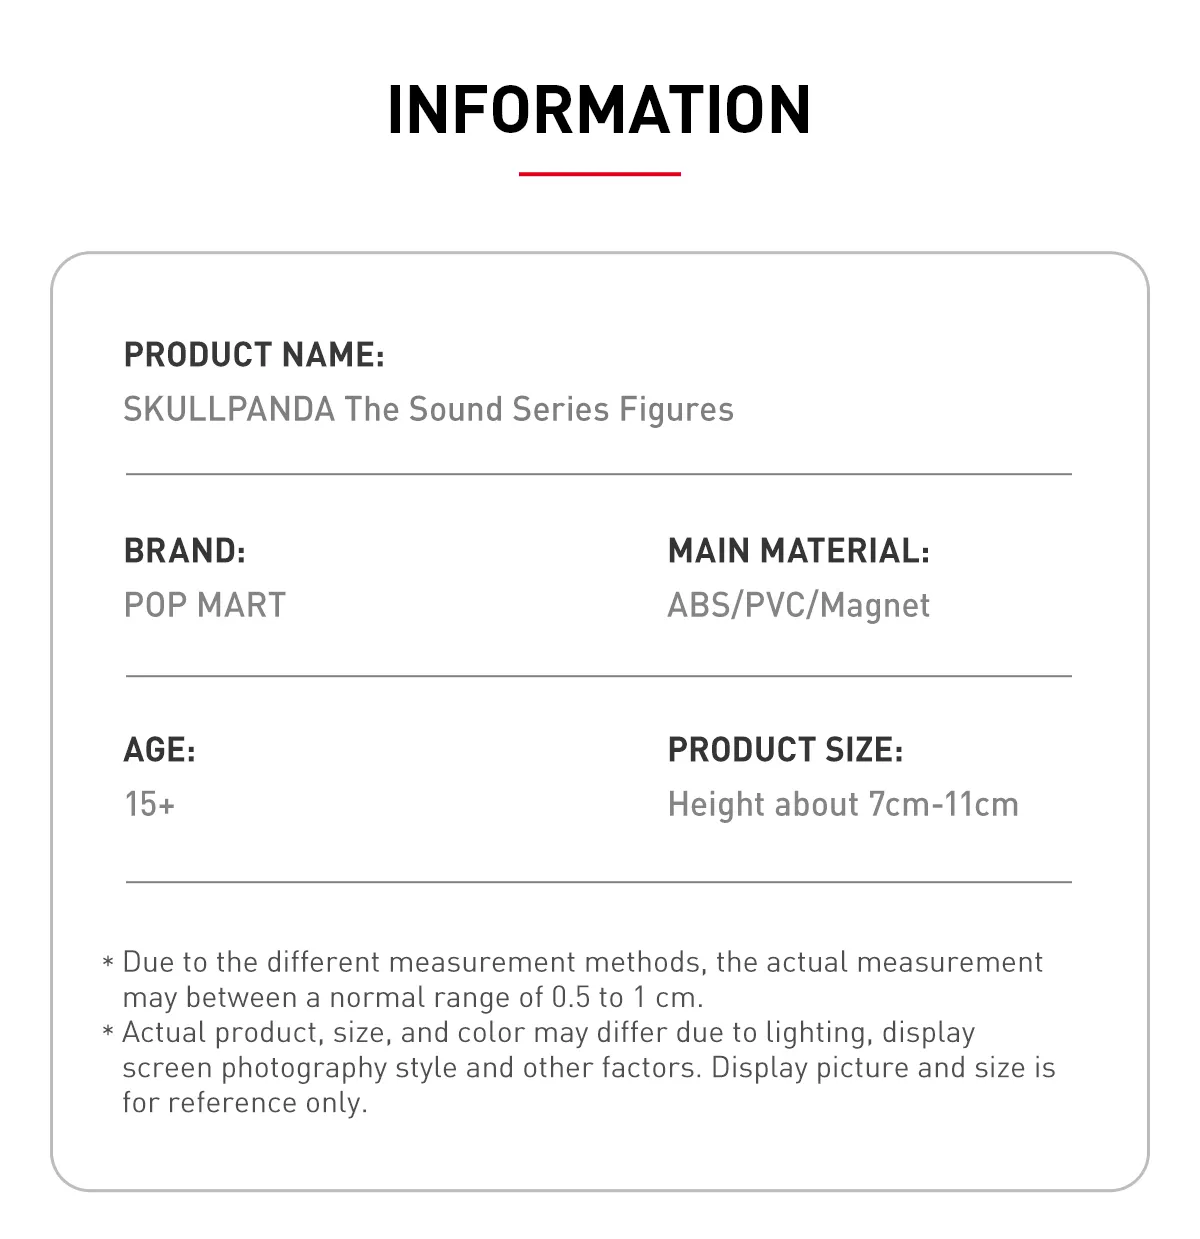 INFORMATION
PRODUCT NAME:
SKULLPANDA The Sound Series Figures
BRAND:
POP MART
MAIN MATERIAL:
ABS/PVC/Magnet
AGE:
15+
PRODUCT SIZE:
Height about 7cm-11cm
* Due to the different measurement methods, the actual measurement
may between a normal range of 0.5 to 1 cm.
* Actual product, size, and color may differ due to lighting, display
screen photography style and other factors. Display picture and size is
for reference only.